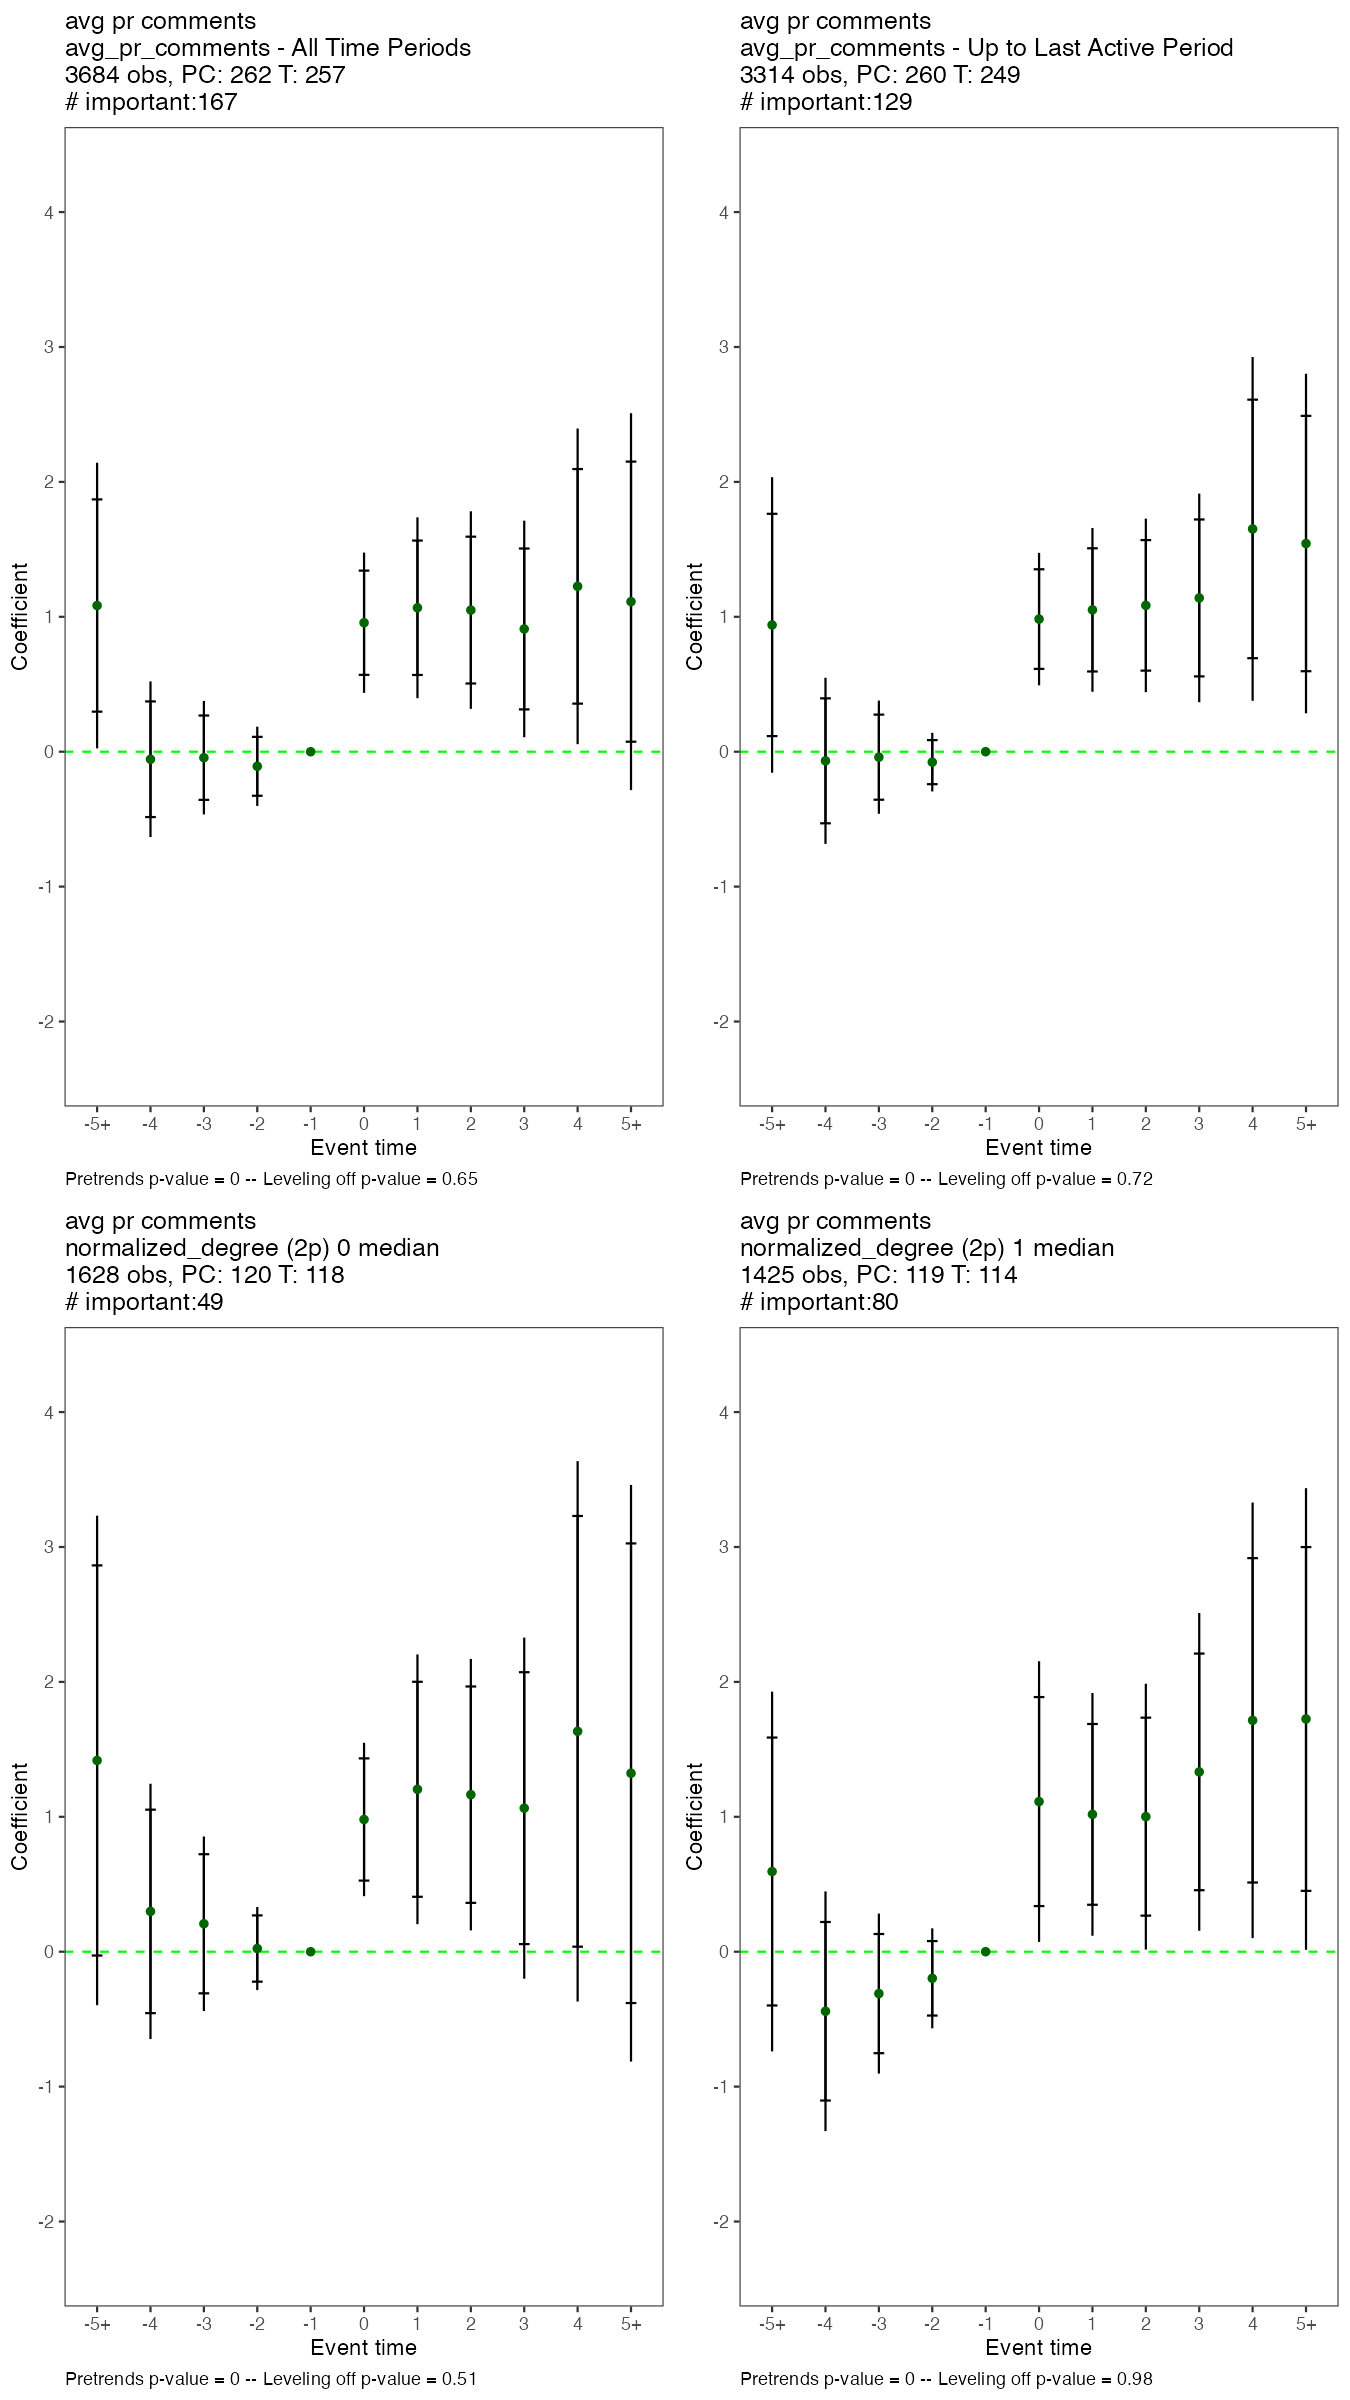 avg pr comments
avg_pr_comments - All Time Periods
3684 obs, PC: 262 T: 257
# important:167
4
3
2
1
0
-1
-2
Coefficient
-5+ -4 -3 -2 -1 0 1 2 3 4 5+
Event time
Pretrends p-value = 0 -- Leveling off p-value = 0.65
avg pr comments
avg_pr_comments - Up to Last Active Period
3314 obs, PC: 260 T: 249
# important:129
4
3
2
1
0
-1
-2
Coefficient
-5+ -4 -3 -2 -1 0 1 2 3 4 5+
Event time
Pretrends p-value = 0 -- Leveling off p-value = 0.72
avg pr comments
normalized_degree (2p) 0 median
1628 obs, PC: 120 T: 118
# important:49
4
3
2
1
0
-1
-2
Coefficient
-5+ -4 -3 -2 -1 0 1 2 3 4 5+
Event time
Pretrends p-value = 0 -- Leveling off p-value = 0.51
avg pr comments
normalized_degree (2p) 1 median
1425 obs, PC: 119 T: 114
# important:80
4
3
2
1
0
-1
-2
Coefficient
-5+ -4 -3 -2 -1 0 1 2 3 4 5+
Event time
Pretrends p-value = 0 -- Leveling off p-value = 0.98